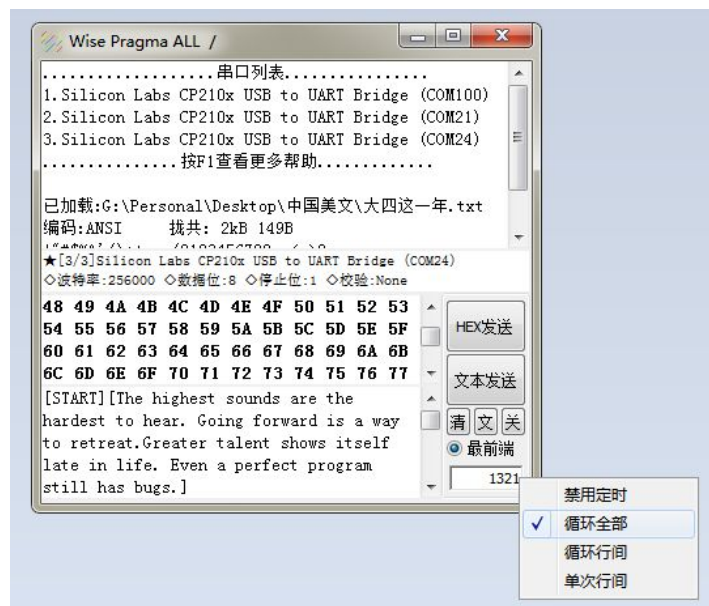 Wise Pragma ALL /
...................串口列表................
1.Silicon Labs CP210x USB to UART Bridge (COM100)
2.Silicon Labs CP210x USB to UART Bridge (COM21)
3.Silicon Labs CP210x USB to UART Bridge (COM24)
...............按F1查看更多帮助.............
已加载:G:\Personal\Desktop\中国美文\大四这一年.txt
编码:ANSI 拢共: 2kB 149B
★[3/3]Silicon Labs CP210x USB to UART Bridge (COM24)
◇波特率:256000 ◇数据位:8 ◇停止位:1 ◇校验:None
48 49 4A 4B 4C 4D 4E 4F 50 51 52 53
54 55 56 57 58 59 5A 5B 5C 5D 5E 5F
60 61 62 63 64 65 66 67 68 69 6A 6B
6C 6D 6E 6F 70 71 72 73 74 75 76 77
HEX发送
文本发送
[START][The highest sounds are the
hardest to hear. Going forward is a way
to retreat.Greater talent shows itself
late in life. Even a perfect program
still has bugs.]
清 文 关
最前端
1321
禁用定时
✓ 循环全部
循环行间
单次行间